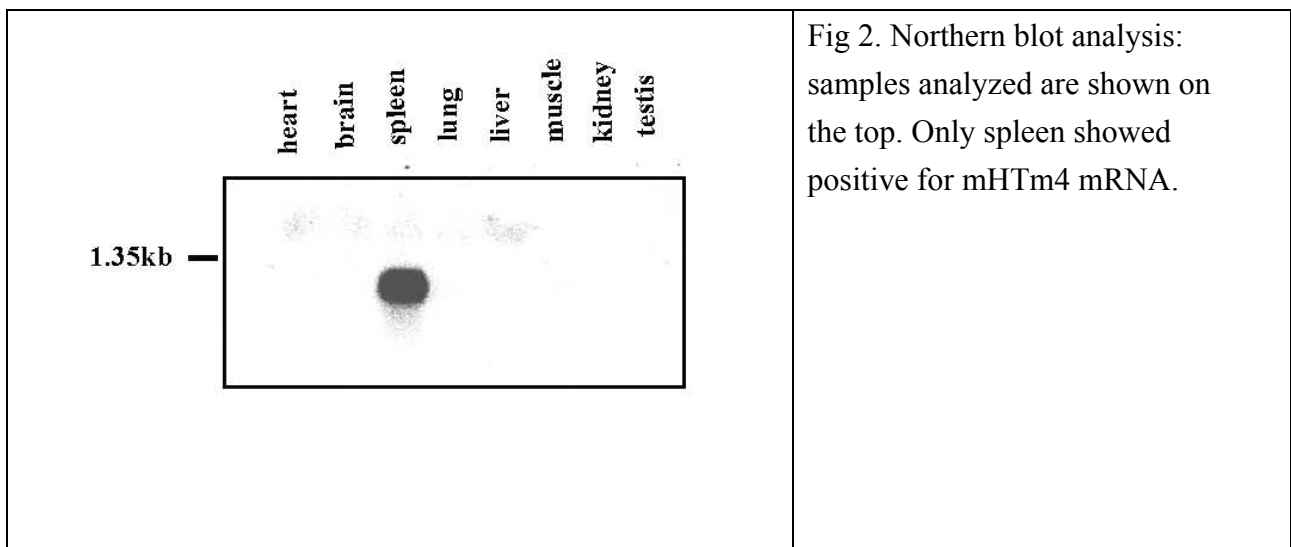 heart
brain
spleen
lung
liver
muscle
kidney
testis
1.35kb
Fig 2. Northern blot analysis:
samples analyzed are shown on
the top. Only spleen showed
positive for mHTm4 mRNA.